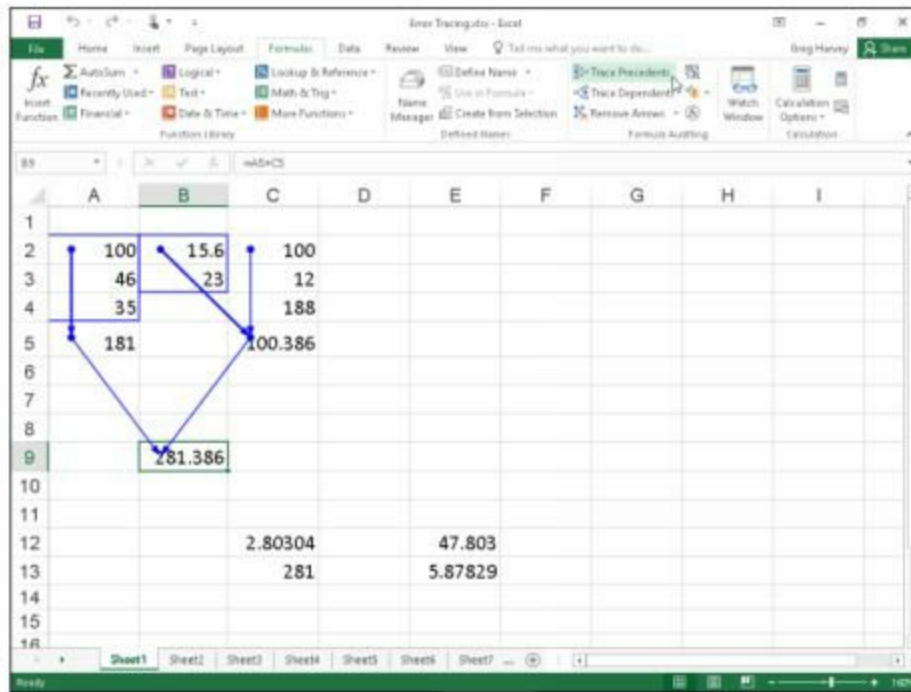 Error Tracing.xlsx - Excel
File Home Insert Page Layout Formulas Data Review View Tell me what you want to do... Greg Harvey Share
fx AutoSum Logical Lookup & Reference Define Name Trace Precedents
Recently Used Text Math & Trig Use in Formula Trace Dependents
Financial Date & Time More Functions Create from Selection Remove Arrows
Insert Function Name Manager Watch Window Calculation Options
Function Library Defined Names Formula Auditing Calculation
B9 fx =A5+C5
A B C D E F G H I
1
2 100 15.6 100
3 46 23 12
4 35 188
5 181 100.386
6
7
8
9 281.386
10
11
12 2.80304 47.803
13 281 5.87829
14
15
16
Sheet1 Sheet2 Sheet3 Sheet4 Sheet5 Sheet6 Sheet7 ...
Ready